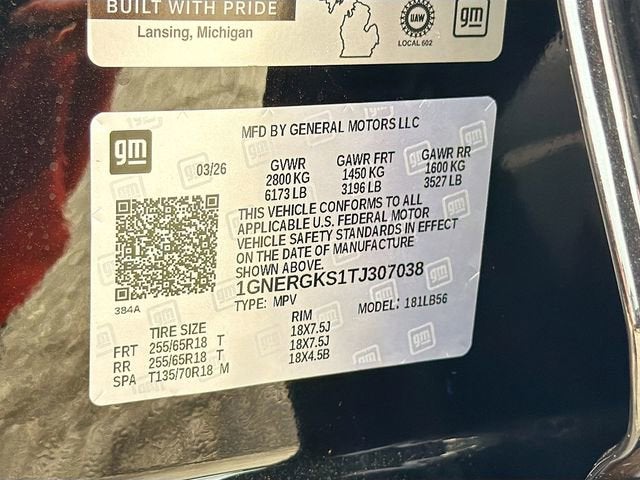 BUILT WITH PRIDE
Lansing, Michigan
UAW
LOCAL 602
gm
gm
MFD BY GENERAL MOTORS LLC
03/26
GVWR GAWR FRT GAWR RR
2800 KG 1450 KG 1600 KG
6173 LB 3196 LB 3527 LB
THIS VEHICLE CONFORMS TO ALL
APPLICABLE U.S. FEDERAL MOTOR
VEHICLE SAFETY STANDARDS IN EFFECT
ON THE DATE OF MANUFACTURE
SHOWN ABOVE.
1GNERGKS1TJ307038
384A
TYPE: MPV MODEL: 181LB56
TIRE SIZE RIM
FRT 255/65R18 T 18X7.5J
RR 255/65R18 T 18X7.5J
SPA T135/70R18 M 18X4.5B